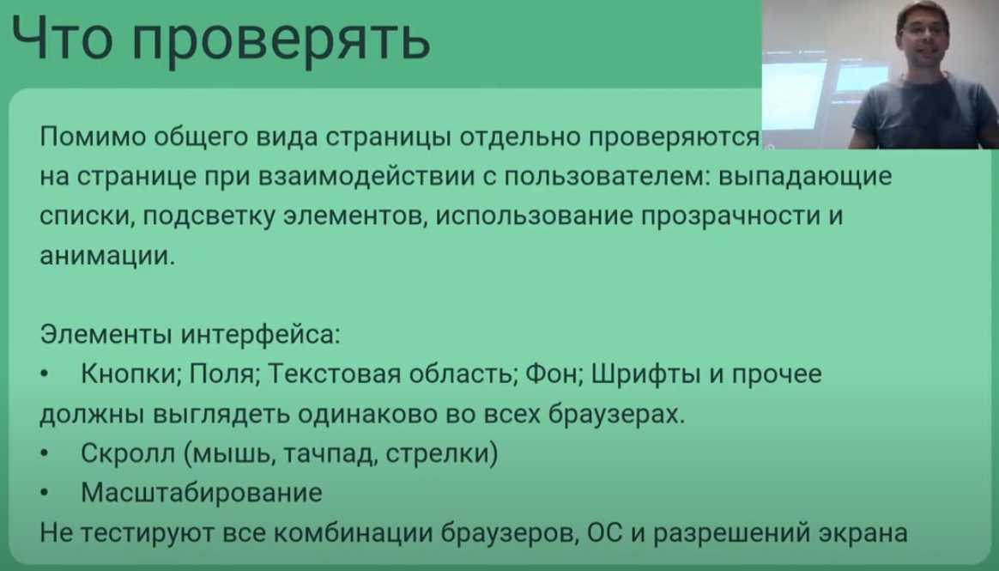 Что проверять
Помимо общего вида страницы отдельно проверяются
на странице при взаимодействии с пользователем: выпадающие
списки, подсветку элементов, использование прозрачности и
анимации.
Элементы интерфейса:
• Кнопки; Поля; Текстовая область; Фон; Шрифты и прочее
должны выглядеть одинаково во всех браузерах.
• Скролл (мышь, тачпад, стрелки)
• Масштабирование
Не тестируют все комбинации браузеров, ОС и разрешений экрана